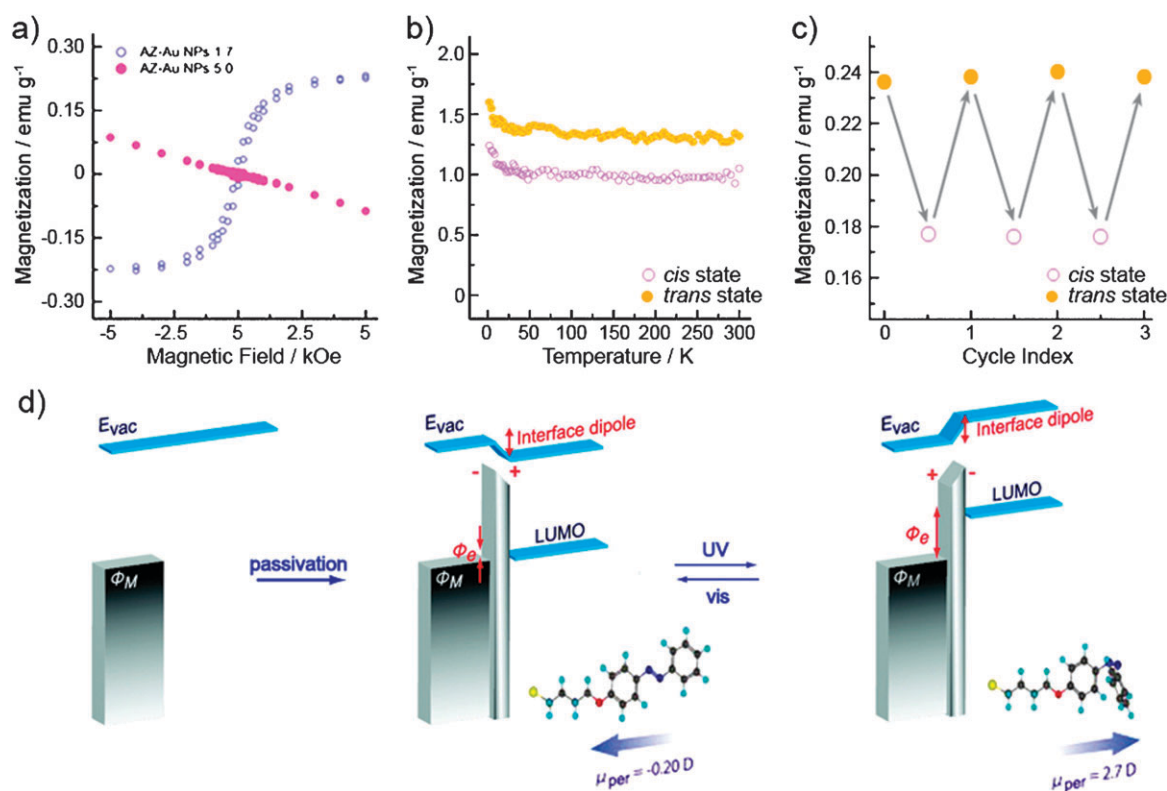 a)
0.30
0.15
0
-0.15
-0.30
Magnetization / emu g⁻¹
AZ-Au NPs 1 7
AZ-Au NPs 5 0
-5
-2.5
0
2.5
5
Magnetic Field / kOe
b)
2.0
1.5
1.0
0.5
0
Magnetization / emu g⁻¹
cis state
trans state
0
50
100
150
200
250
300
Temperature / K
c)
0.24
0.22
0.20
0.18
0.16
Magnetization / emu g⁻¹
cis state
trans state
0
1
2
3
Cycle Index
d)
Evac
ΦM
passivation
Evac
Interface dipole
- +
LUMO
Φe
ΦM
μper = -0.20 D
UV
vis
Evac
Interface dipole
+ -
LUMO
Φe
ΦM
μper = 2.7 D